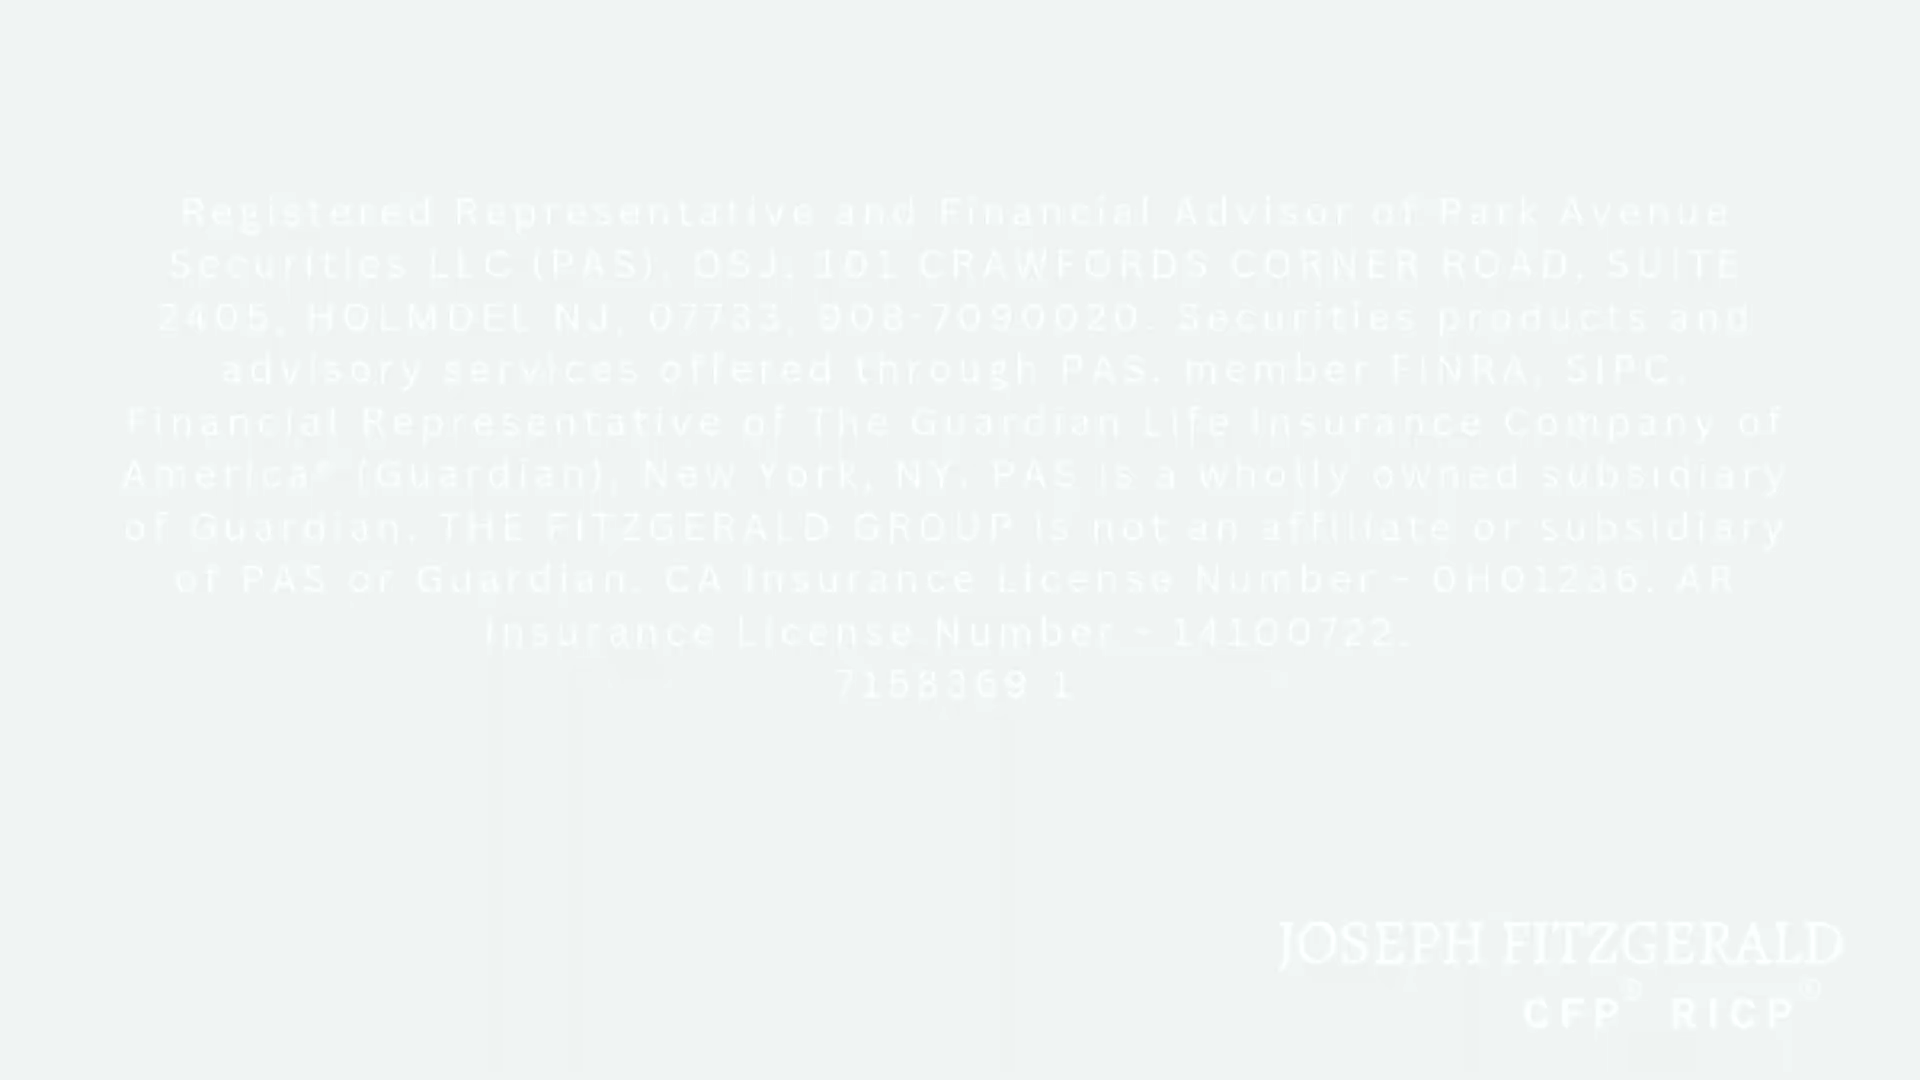 Registered Representative and Financial Advisor of Park Avenue
Securities LLC (PAS). OSJ: 101 CRAWFORDS CORNER ROAD, SUITE
2405, HOLMDEL NJ, 07733, 908-7090020. Securities products and
advisory services offered through PAS, member FINRA, SIPC.
Financial Representative of The Guardian Life Insurance Company of
America® (Guardian), New York, NY. PAS is a wholly owned subsidiary
of Guardian. THE FITZGERALD GROUP is not an affiliate or subsidiary
of PAS or Guardian. CA Insurance License Number - 0H01236. AR
Insurance License Number - 14100722.
7158369 1
JOSEPH FITZGERALD
CFP® RICP®